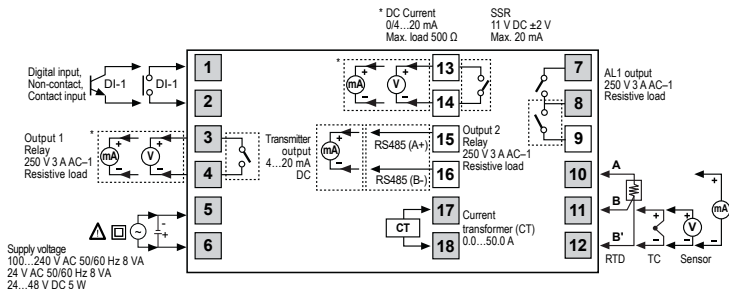 * DC Current
0/4...20 mA
Max. load 500 Ω
SSR
11 V DC ±2 V
Max. 20 mA
Digital input,
Non-contact,
Contact input
DI-1
DI-1
1
2
* mA + - V + -
13
14
7
8
9
AL1 output
250 V 3 A AC–1
Resistive load
Output 1
Relay
250 V 3 A AC–1
Resistive load
* mA + - V + -
3
4
Transmitter
output
4...20 mA
DC
mA + -
RS485 (A+)
RS485 (B-)
15
16
Output 2
Relay
250 V 3 A AC–1
Resistive load
10
11
12
A
B
B'
RTD
+ - TC
+ V - Sensor
+ mA -
Supply voltage
100...240 V AC 50/60 Hz 8 VA
24 V AC 50/60 Hz 8 VA
24...48 V DC 5 W
~ - +
5
6
CT
17
18
Current
transformer (CT)
0.0...50.0 A